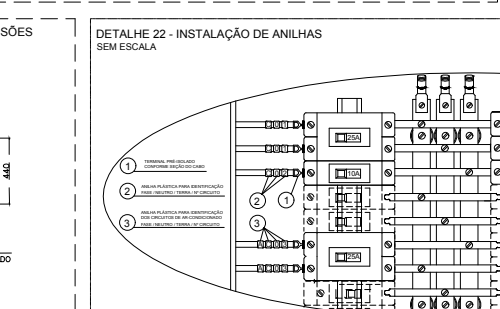 SÕES
440
DO
DETALHE 22 - INSTALAÇÃO DE ANILHAS
SEM ESCALA
1
TERMINAL PRÉ-ISOLADO
CONFORME SEÇÃO DO CABO
2
ANILHA PLÁSTICA PARA IDENTIFICAÇÃO
FASE / NEUTRO / TERRA / Nº CIRCUITO
3
ANILHA PLÁSTICA PARA IDENTIFICAÇÃO
DOS CIRCUITOS DE AR-CONDICIONADO
FASE / NEUTRO / TERRA / Nº CIRCUITO
25A
10A
2
1
3
25A